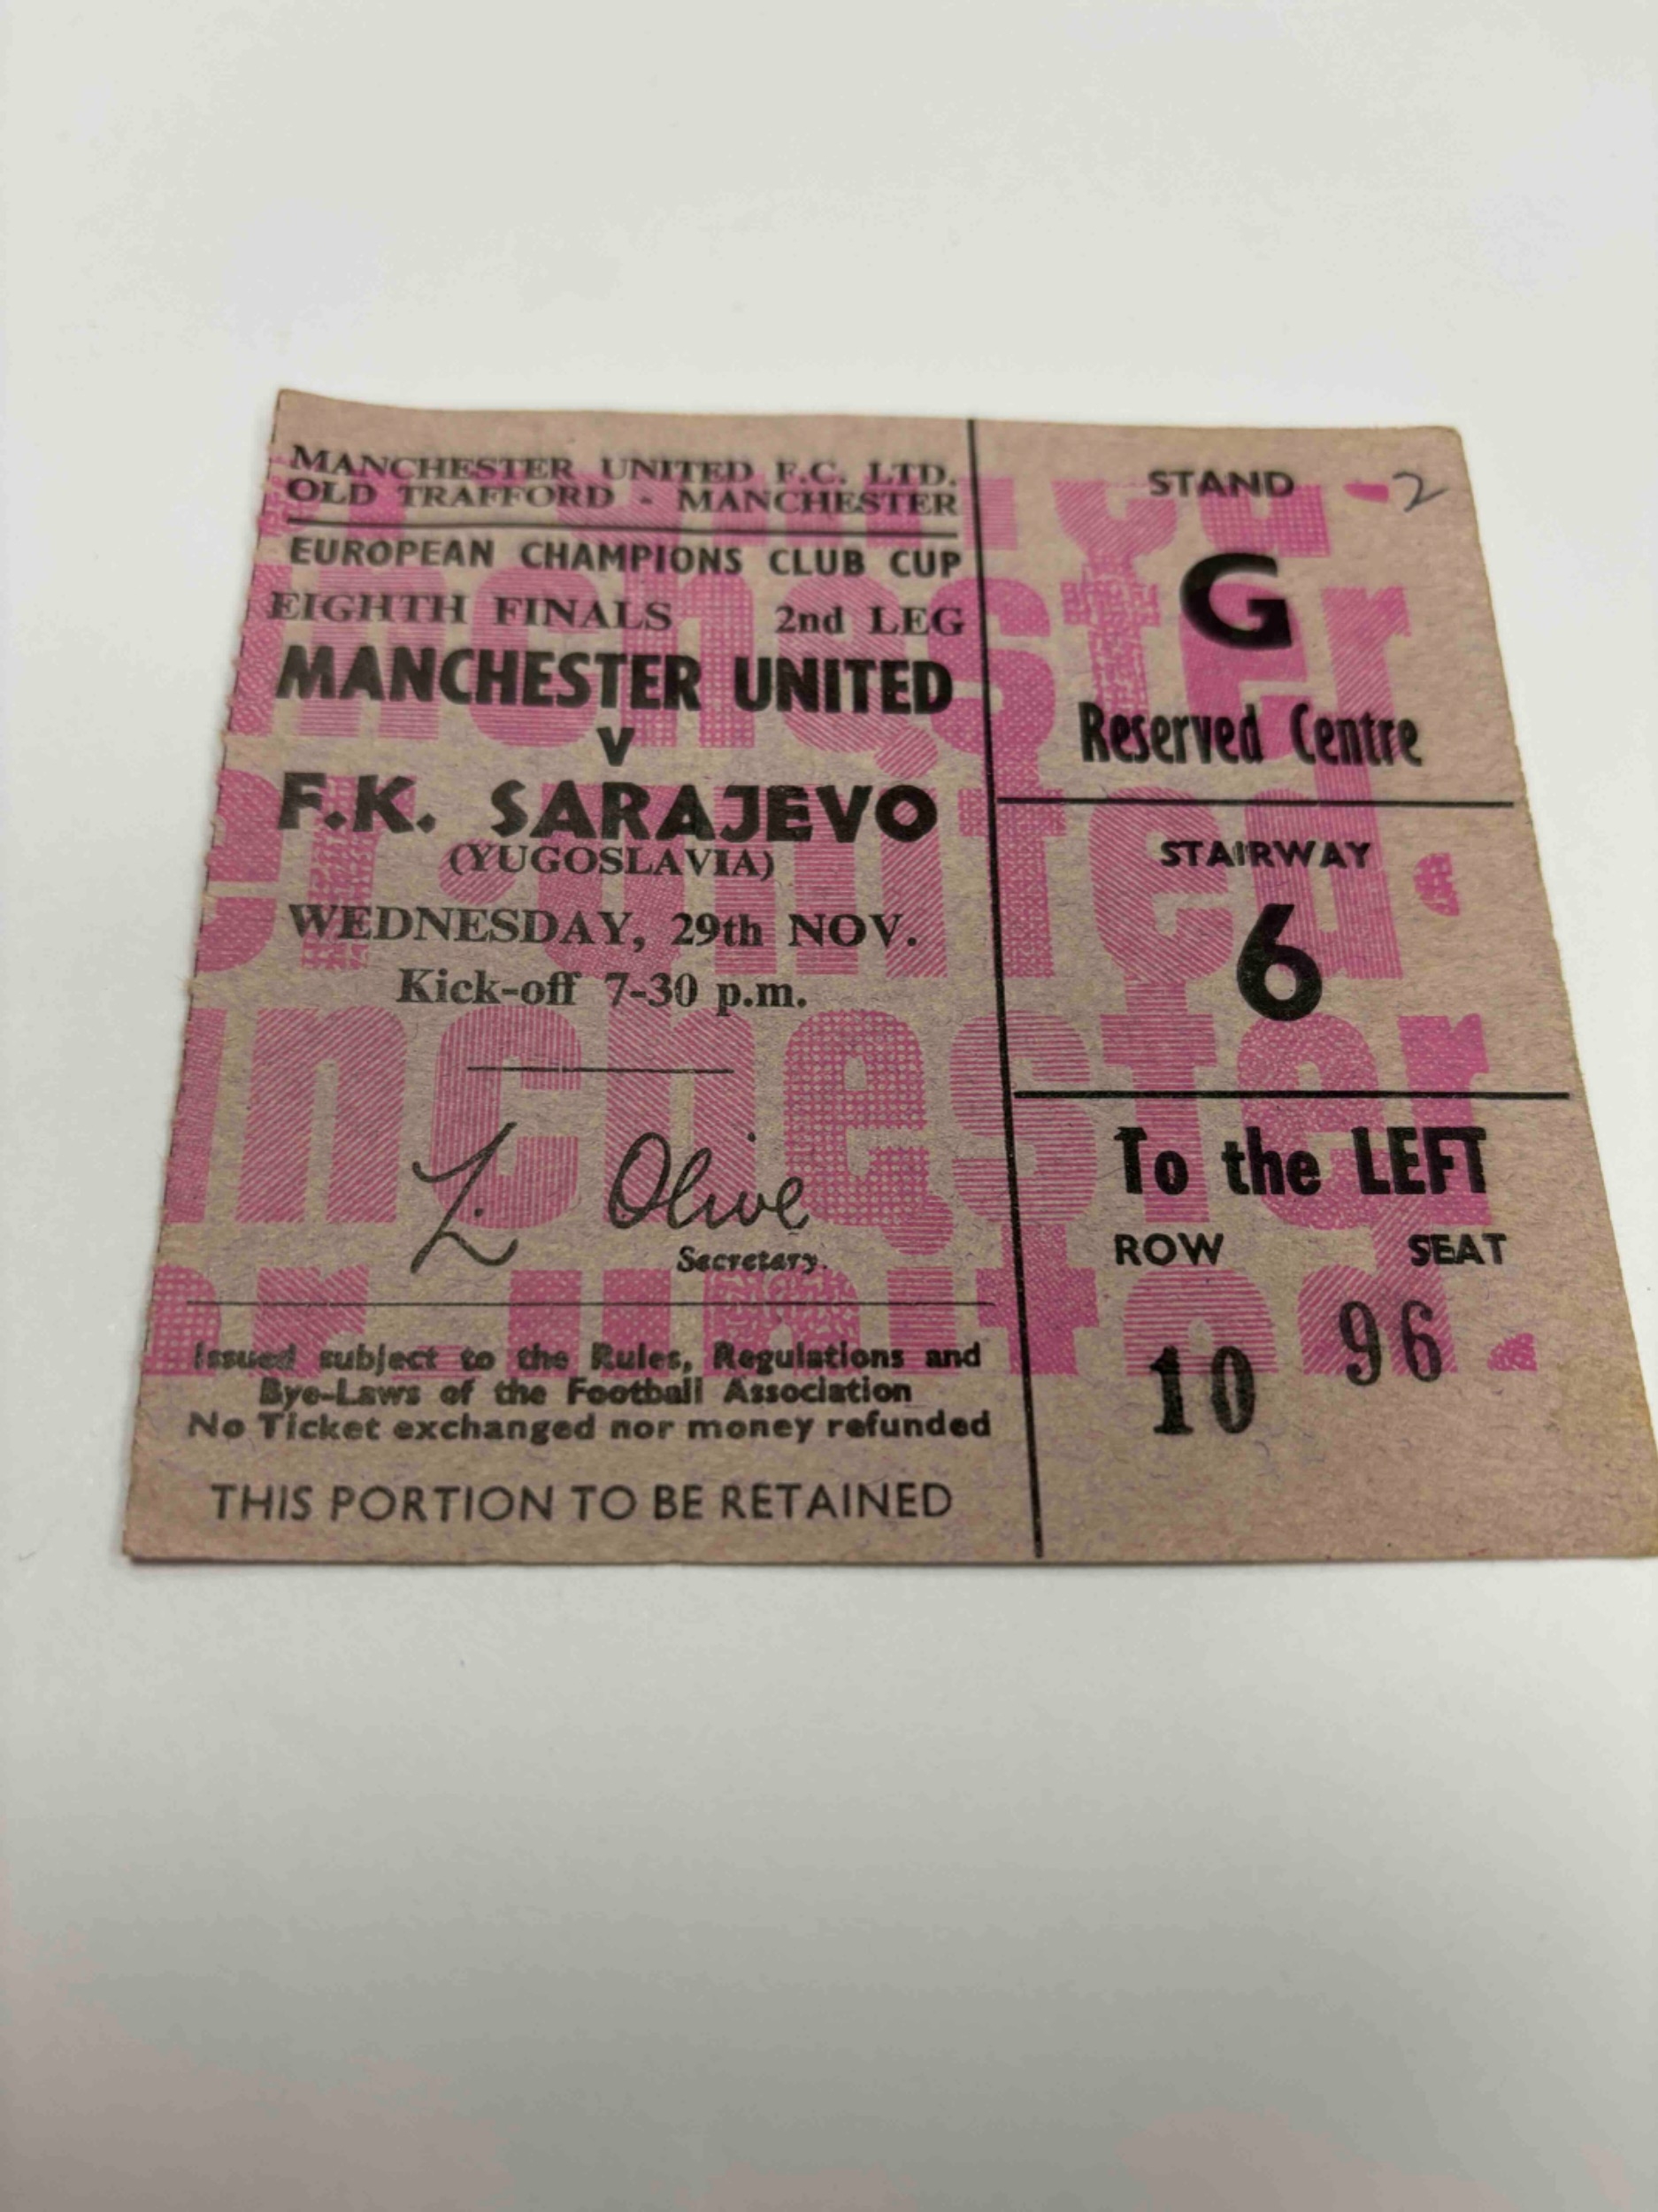 MANCHESTER UNITED F.C. LTD.
OLD TRAFFORD - MANCHESTER
EUROPEAN CHAMPIONS CLUB CUP
EIGHTH FINALS 2nd LEG
MANCHESTER UNITED
v
F.K. SARAJEVO
(YUGOSLAVIA)
WEDNESDAY, 29th NOV.
Kick-off 7-30 p.m.
L. Olive
Secretary.
Issued subject to the Rules, Regulations and
Bye-Laws of the Football Association
No Ticket exchanged nor money refunded
THIS PORTION TO BE RETAINED
STAND -2
G
Reserved Centre
STAIRWAY
6
To the LEFT
ROW SEAT
10 96